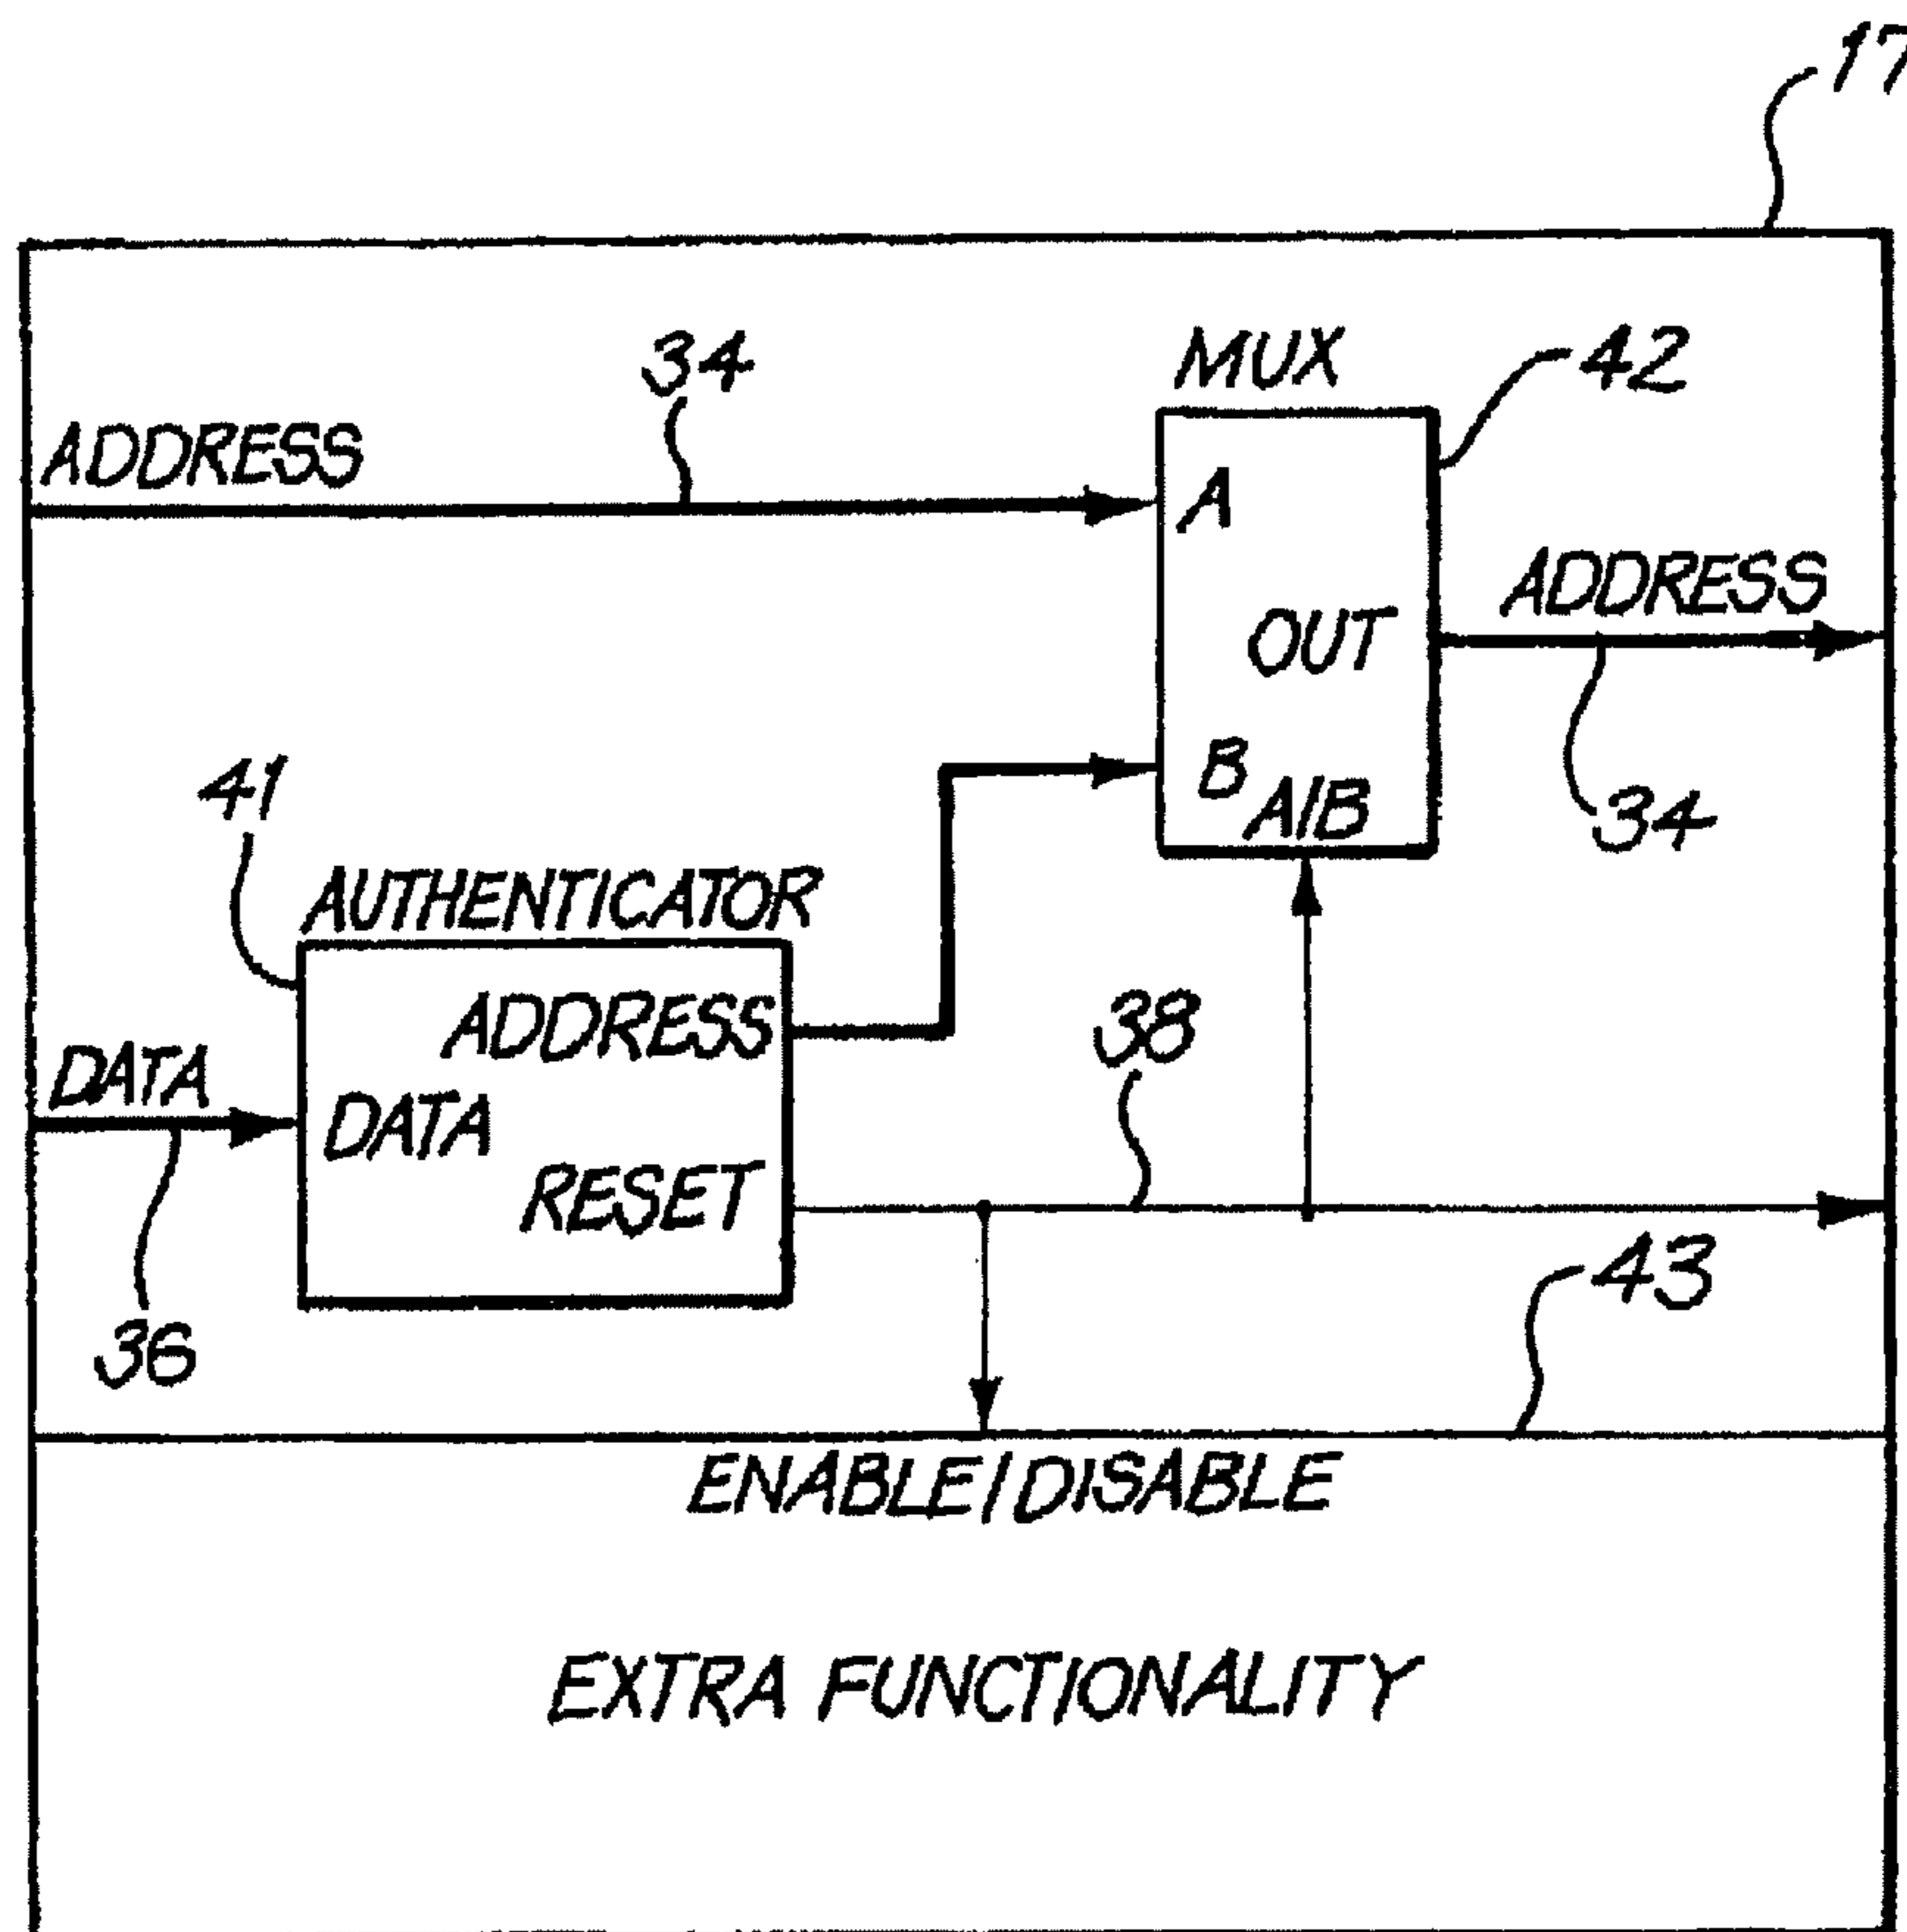 17
34
MUX
42
ADDRESS
A
ADDRESS
OUT
B
A/B
34
41
AUTHENTICATOR
ADDRESS
38
DATA
DATA
RESET
43
36
ENABLE/DISABLE
EXTRA FUNCTIONALITY